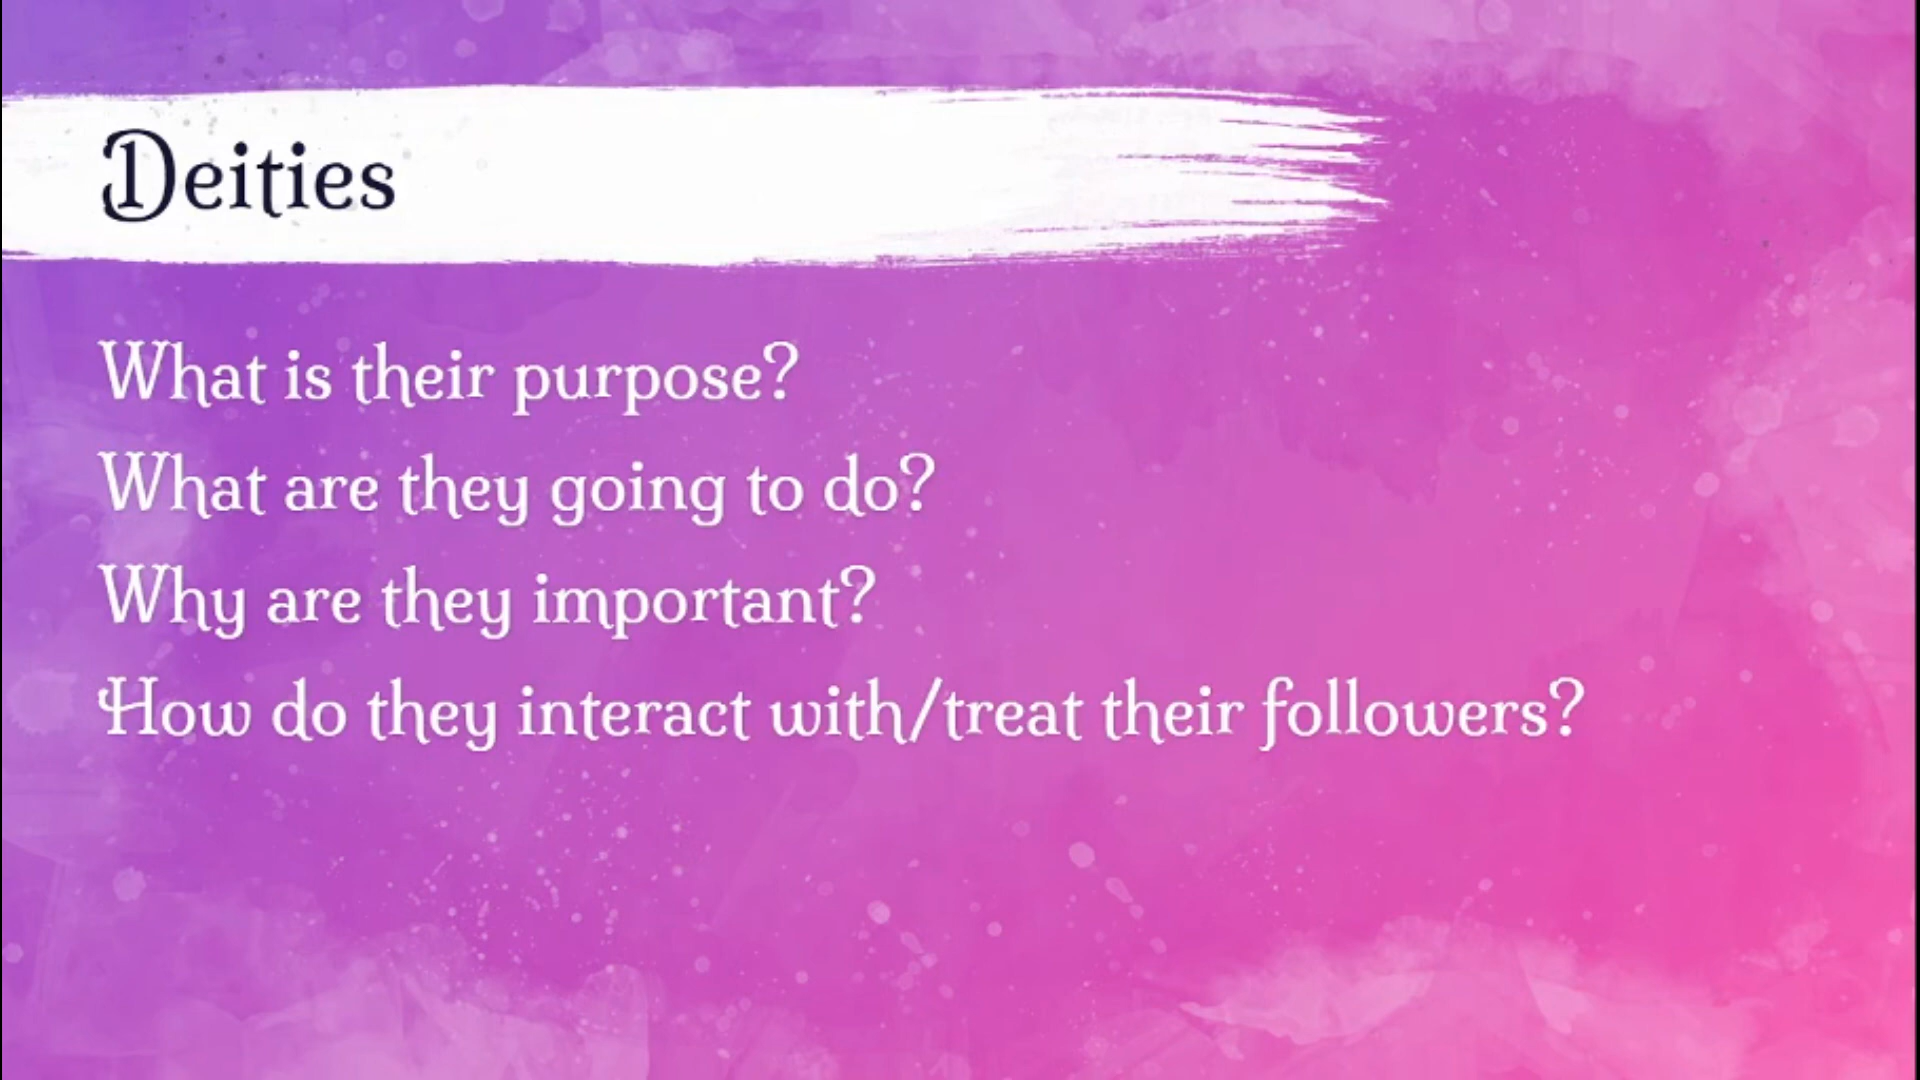 Deities
What is their purpose?
What are they going to do?
Why are they important?
How do they interact with/treat their followers?